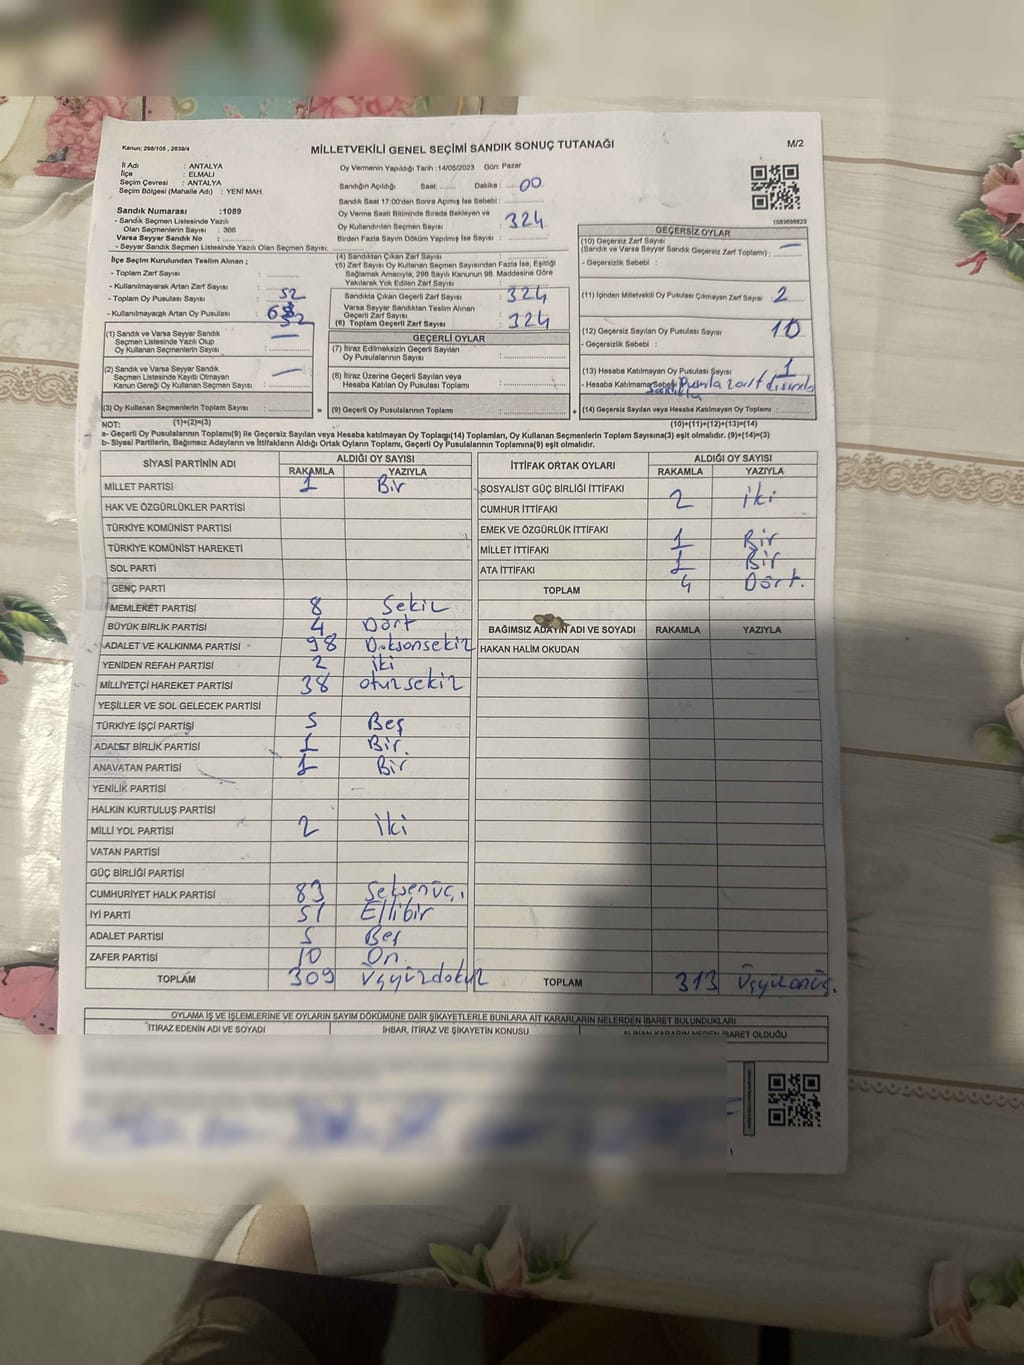 Kanun; 298/105 , 2839/4
MİLLETVEKİLİ GENEL SEÇİMİ SANDIK SONUÇ TUTANAĞI
M/2
İl Adı : ANTALYA
İlçe : ELMALI
Seçim Çevresi : ANTALYA
Seçim Bölgesi (Mahalle Adı) : YENİ MAH.
Sandık Numarası :1089
- Sandık Seçmen Listesinde Yazılı
Olan Seçmenlerin Sayısı : 366
Varsa Seyyar Sandık No :
- Seyyar Sandık Seçmen Listesinde Yazılı Olan Seçmen Sayısı:
İlçe Seçim Kurulundan Teslim Alınan ;
- Toplam Zarf Sayısı :
- Kullanılmayarak Artan Zarf Sayısı : 52
- Toplam Oy Pusulası Sayısı :
- Kullanılmayarak Artan Oy Pusulası : 52
(1) Sandık ve Varsa Seyyar Sandık
Seçmen Listesinde Yazılı Olup
Oy Kullanan Seçmenlerin Sayısı : —
(2) Sandık ve Varsa Seyyar Sandık
Seçmen Listesinde Kayıtlı Olmayan
Kanun Gereği Oy Kullanan Seçmen Sayısı : —
(3) Oy Kullanan Seçmenlerin Toplam Sayısı : =
Oy Vermenin Yapıldığı Tarih :14/05/2023 Gün: Pazar
Sandığın Açıldığı Saat: Dakika : 00
Sandık Saat 17:00'den Sonra Açılmış İse Sebebi :
Oy Verme Saati Bitiminde Sırada Bekleyen ve
Oy Kullandırılan Seçmen Sayısı : 324
Birden Fazla Sayım Döküm Yapılmış İse Sayısı :
(4) Sandıktan Çıkan Zarf Sayısı :
(5) Zarf Sayısı Oy Kullanan Seçmen Sayısından Fazla İse, Eşitliği
Sağlamak Amacıyla; 298 Sayılı Kanunun 98. Maddesine Göre
Yakılarak Yok Edilen Zarf Sayısı :
Sandıkta Çıkan Geçerli Zarf Sayısı : 324
Varsa Seyyar Sandıktan Teslim Alınan
Geçerli Zarf Sayısı :
(6) Toplam Geçerli Zarf Sayısı : 324
GEÇERLİ OYLAR
(7) İtiraz Edilmeksizin Geçerli Sayılan
Oy Pusulalarının Sayısı :
(8) İtiraz Üzerine Geçerli Sayılan veya
Hesaba Katılan Oy Pusulası Toplamı :
(9) Geçerli Oy Pusulalarının Toplamı : +
1083696823
GEÇERSİZ OYLAR
(10) Geçersiz Zarf Sayısı
(Sandık ve Varsa Seyyar Sandık Geçersiz Zarf Toplamı) : —
- Geçersizlik Sebebi :
(11) İçinden Milletvekili Oy Pusulası Çıkmayan Zarf Sayısı : 2
(12) Geçersiz Sayılan Oy Pusulası Sayısı : 10
- Geçersizlik Sebebi :
(13) Hesaba Katılmayan Oy Pusulası Sayısı : 1
- Hesaba Katılmama Sebebi Pusula zarf dışında
(14) Geçersiz Sayılan veya Hesaba Katılmayan Oy Toplamı :
NOT: (1)+(2)=(3) (10)+(11)+(12)+(13)=(14)
a- Geçerli Oy Pusulalarının Toplamı(9) ile Geçersiz Sayılan veya Hesaba katılmayan Oy Toplamı(14) Toplamları, Oy Kullanan Seçmenlerin Toplam Sayısına(3) eşit olmalıdır. (9)+(14)=(3)
b- Siyasi Partilerin, Bağımsız Adayların ve İttifakların Aldığı Ortak Oyların Toplamı, Geçerli Oy Pusulalarının Toplamına(9) eşit olmalıdır.
SİYASİ PARTİNİN ADI ALDIĞI OY SAYISI
RAKAMLA YAZIYLA
MİLLET PARTİSİ 1 Bir
HAK VE ÖZGÜRLÜKLER PARTİSİ
TÜRKİYE KOMÜNİST PARTİSİ
TÜRKİYE KOMÜNİST HAREKETİ
SOL PARTİ
GENÇ PARTİ
MEMLEKET PARTİSİ 8 Sekiz
BÜYÜK BİRLİK PARTİSİ 4 Dört
ADALET VE KALKINMA PARTİSİ 98 Doksonsekiz
YENİDEN REFAH PARTİSİ 2 iki
MİLLİYETÇİ HAREKET PARTİSİ 38 otuzsekiz
YEŞİLLER VE SOL GELECEK PARTİSİ
TÜRKİYE İŞÇİ PARTİSİ 5 Beş
ADALET BİRLİK PARTİSİ 1 Bir.
ANAVATAN PARTİSİ 1 Bir
YENİLİK PARTİSİ
HALKIN KURTULUŞ PARTİSİ
MİLLİ YOL PARTİSİ 2 iki
VATAN PARTİSİ
GÜÇ BİRLİĞİ PARTİSİ
CUMHURİYET HALK PARTİSİ 83 Seksenüç
İYİ PARTİ 51 Ellibir
ADALET PARTİSİ 5 Beş
ZAFER PARTİSİ 10 On
TOPLAM 309 Üçyüzdokuz
İTTİFAK ORTAK OYLARI ALDIĞI OY SAYISI
RAKAMLA YAZIYLA
SOSYALİST GÜÇ BİRLİĞİ İTTİFAKI
CUMHUR İTTİFAKI 2 iki
EMEK VE ÖZGÜRLÜK İTTİFAKI
MİLLET İTTİFAKI 1 Bir
ATA İTTİFAKI 1 Bir
TOPLAM 4 Dört.
BAĞIMSIZ ADAYIN ADI VE SOYADI RAKAMLA YAZIYLA
HAKAN HALİM OKUDAN
TOPLAM 313 Üçyüzonüç.
OYLAMA İŞ VE İŞLEMLERİNE VE OYLARIN SAYIM DÖKÜMÜNE DAİR ŞİKAYETLERLE BUNLARA AİT KARARLARIN NELERDEN İBARET BULUNDUKLARI
İTİRAZ EDENİN ADI VE SOYADI İHBAR, İTİRAZ VE ŞİKAYETİN KONUSU ALINAN KARARIN NEDEN İBARET OLDUĞU